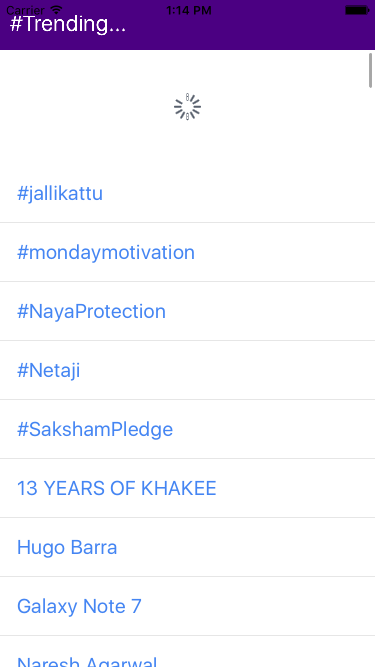 Carrier 1:14 PM
#Trending...
#jallikattu
#mondaymotivation
#NayaProtection
#Netaji
#SakshamPledge
13 YEARS OF KHAKEE
Hugo Barra
Galaxy Note 7
Naresh Agarwal